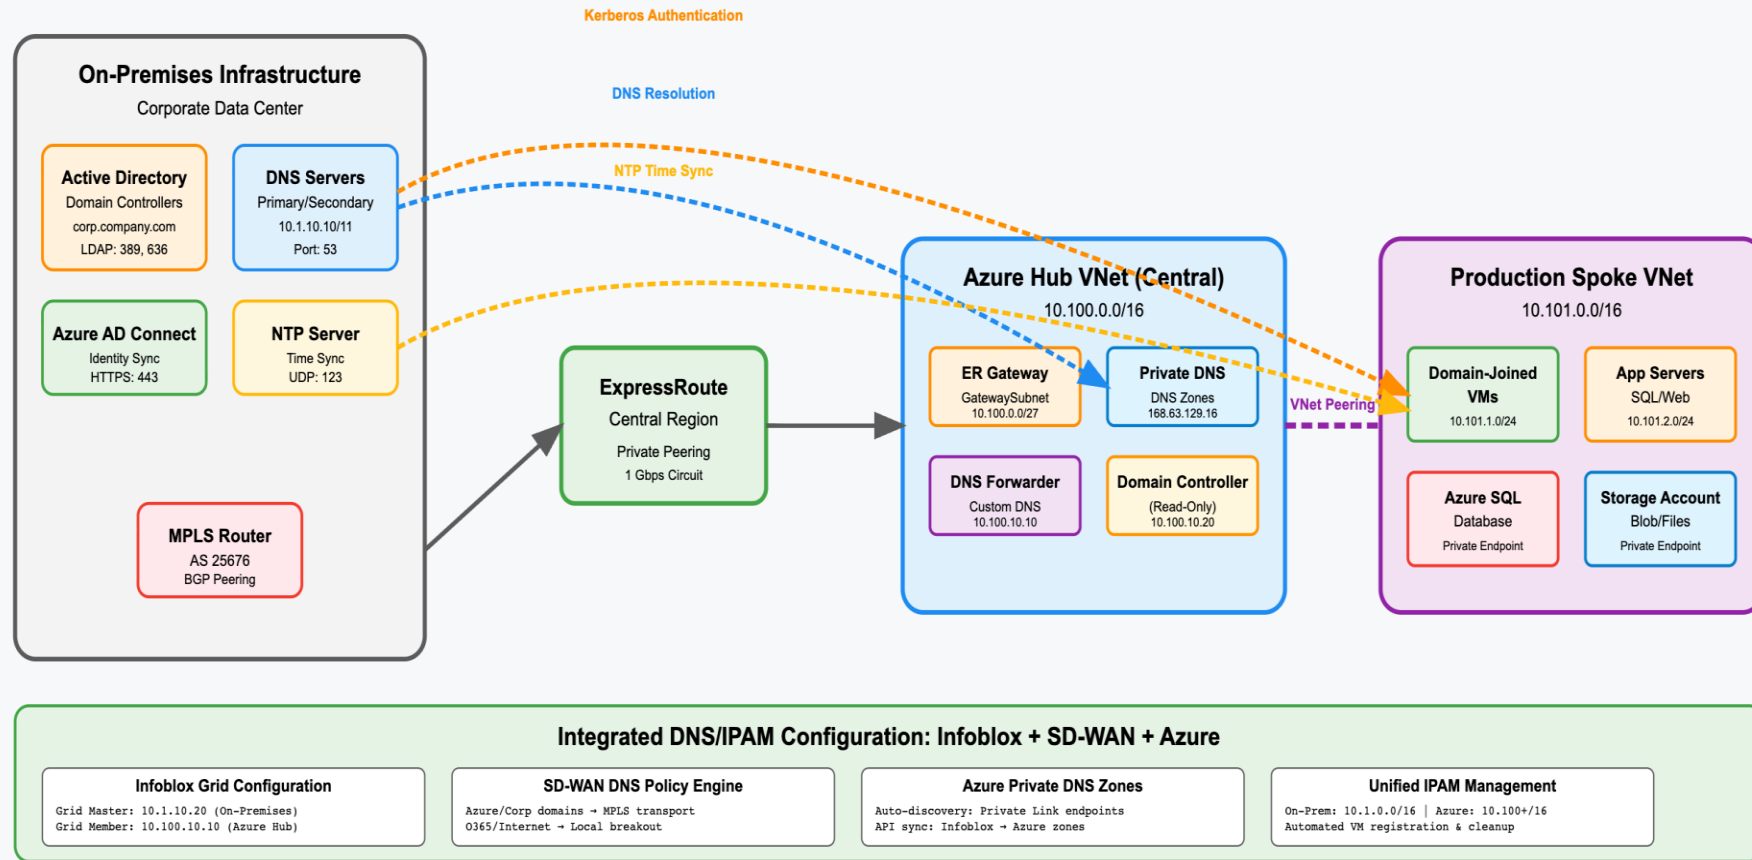 Kerberos Authentication
DNS Resolution
NTP Time Sync
On-Premises Infrastructure
Corporate Data Center
Active Directory
Domain Controllers
corp.company.com
LDAP: 389, 636
DNS Servers
Primary/Secondary
10.1.10.10/11
Port: 53
Azure AD Connect
Identity Sync
HTTPS: 443
NTP Server
Time Sync
UDP: 123
MPLS Router
AS 25676
BGP Peering
ExpressRoute
Central Region
Private Peering
1 Gbps Circuit
Azure Hub VNet (Central)
10.100.0.0/16
ER Gateway
GatewaySubnet
10.100.0.0/27
Private DNS
DNS Zones
168.63.129.16
DNS Forwarder
Custom DNS
10.100.10.10
Domain Controller
(Read-Only)
10.100.10.20
VNet Peering
Production Spoke VNet
10.101.0.0/16
Domain-Joined
VMs
10.101.1.0/24
App Servers
SQL/Web
10.101.2.0/24
Azure SQL
Database
Private Endpoint
Storage Account
Blob/Files
Private Endpoint
Integrated DNS/IPAM Configuration: Infoblox + SD-WAN + Azure
Infoblox Grid Configuration
Grid Master: 10.1.10.20 (On-Premises)
Grid Member: 10.100.10.10 (Azure Hub)
SD-WAN DNS Policy Engine
Azure/Corp domains → MPLS transport
O365/Internet → Local breakout
Azure Private DNS Zones
Auto-discovery: Private Link endpoints
API sync: Infoblox → Azure zones
Unified IPAM Management
On-Prem: 10.1.0.0/16 | Azure: 10.100+/16
Automated VM registration & cleanup